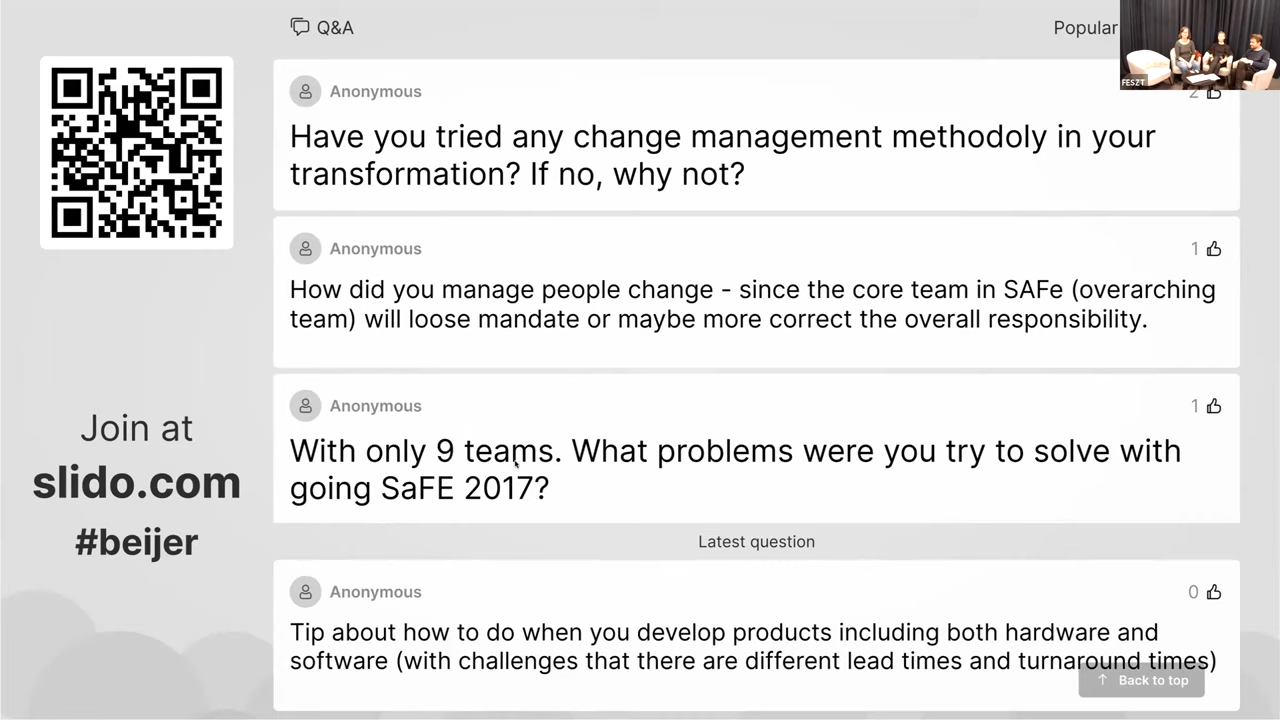 Q&A
Popular
FESZT
Anonymous
2
Have you tried any change management methodoly in your
transformation? If no, why not?
Anonymous
1
How did you manage people change - since the core team in SAFe (overarching
team) will loose mandate or maybe more correct the overall responsibility.
Anonymous
1
With only 9 teams. What problems were you try to solve with
going SaFE 2017?
Join at
slido.com
#beijer
Latest question
Anonymous
0
Tip about how to do when you develop products including both hardware and
software (with challenges that there are different lead times and turnaround times)
↑ Back to top